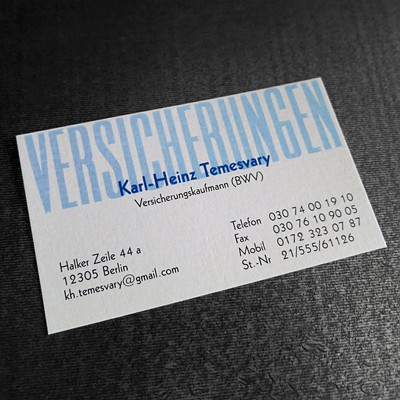 VERSICHERUNGEN
Karl-Heinz Temesvary
Versicherungskaufmann (BWV)
Halker Zeile 44 a
12305 Berlin
kh.temesvary@gmail.com
Telefon 030 74 00 19 10
Fax 030 76 10 90 05
Mobil 0172 323 07 87
St.-Nr 21/555/61126